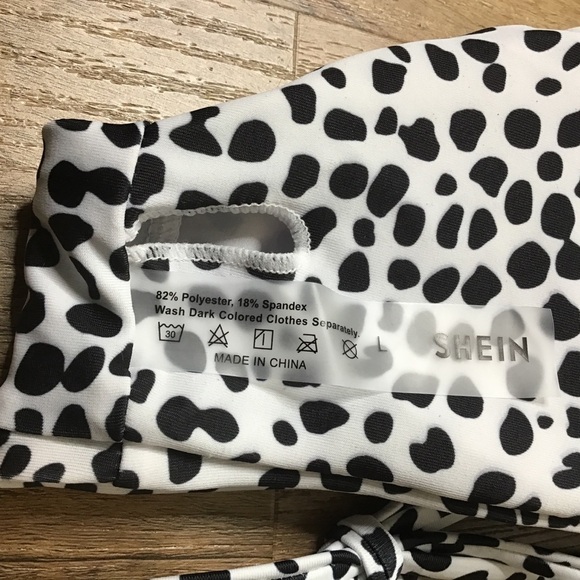 82% Polyester, 18% Spandex
Wash Dark Colored Clothes Separately.
30
L
SHEIN
MADE IN CHINA